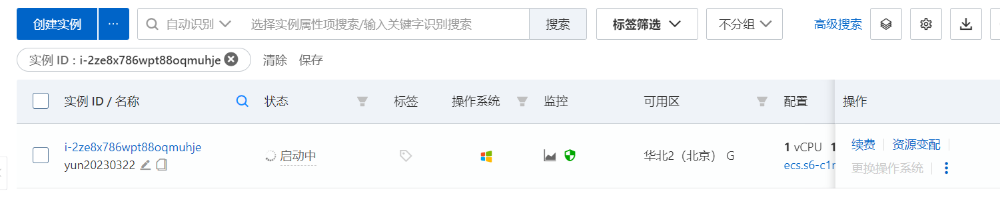 创建实例 ··· 自动识别 选择实例属性项搜索/输入关键字识别搜索 搜索 标签筛选 不分组 高级搜索
实例 ID : i-2ze8x786wpt88oqmuhje 清除 保存
实例 ID / 名称 状态 标签 操作系统 监控 可用区 配置 操作
i-2ze8x786wpt88oqmuhje
yun20230322
启动中
华北2（北京） G
1 vCPU 1
ecs.s6-c1
续费 资源变配
更换操作系统